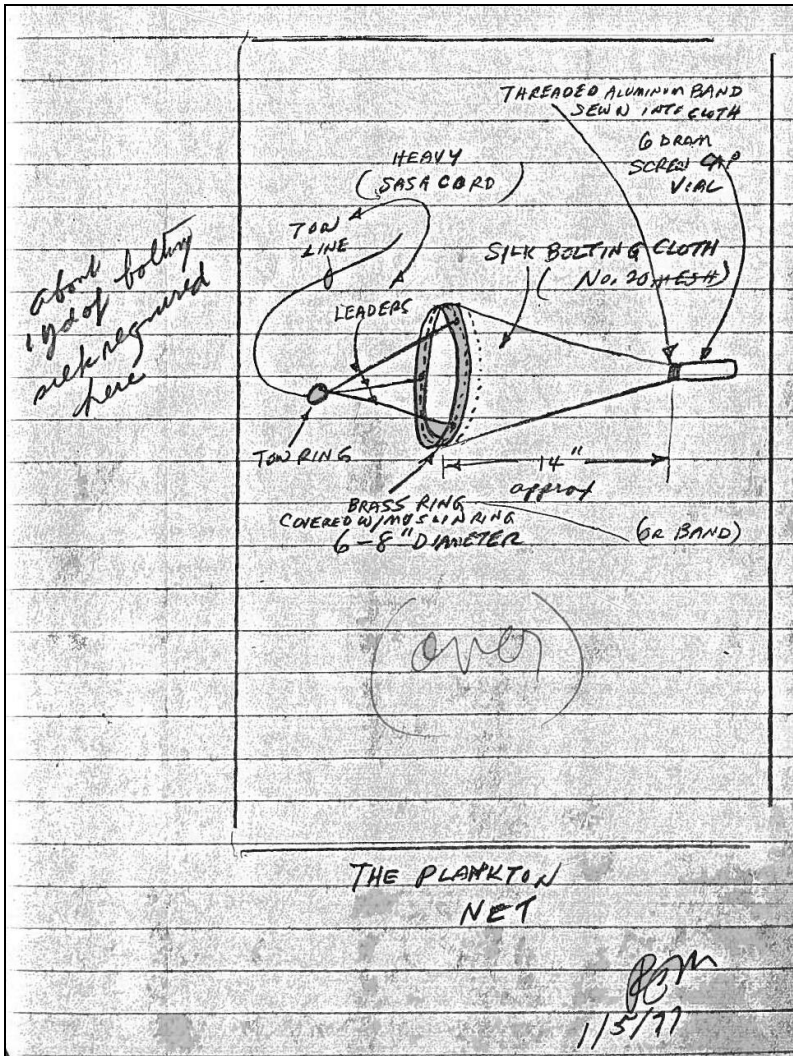 THREADED ALUMINUM BAND
SEWN INTO CLOTH
6 DRAM
SCREW CAP
VIAL
HEAVY
(SASA CORD)
TOW
LINE
SILK BOLTING CLOTH
(No. 20 MESH)
LEADERS
about
1 yd of bolting
silk required
here
TOW RING
14"
approx
BRASS RING
COVERED W/MUSLIN RING
6-8" DIAMETER
(OR BAND)
(over)
THE PLANKTON
NET
1/5/77